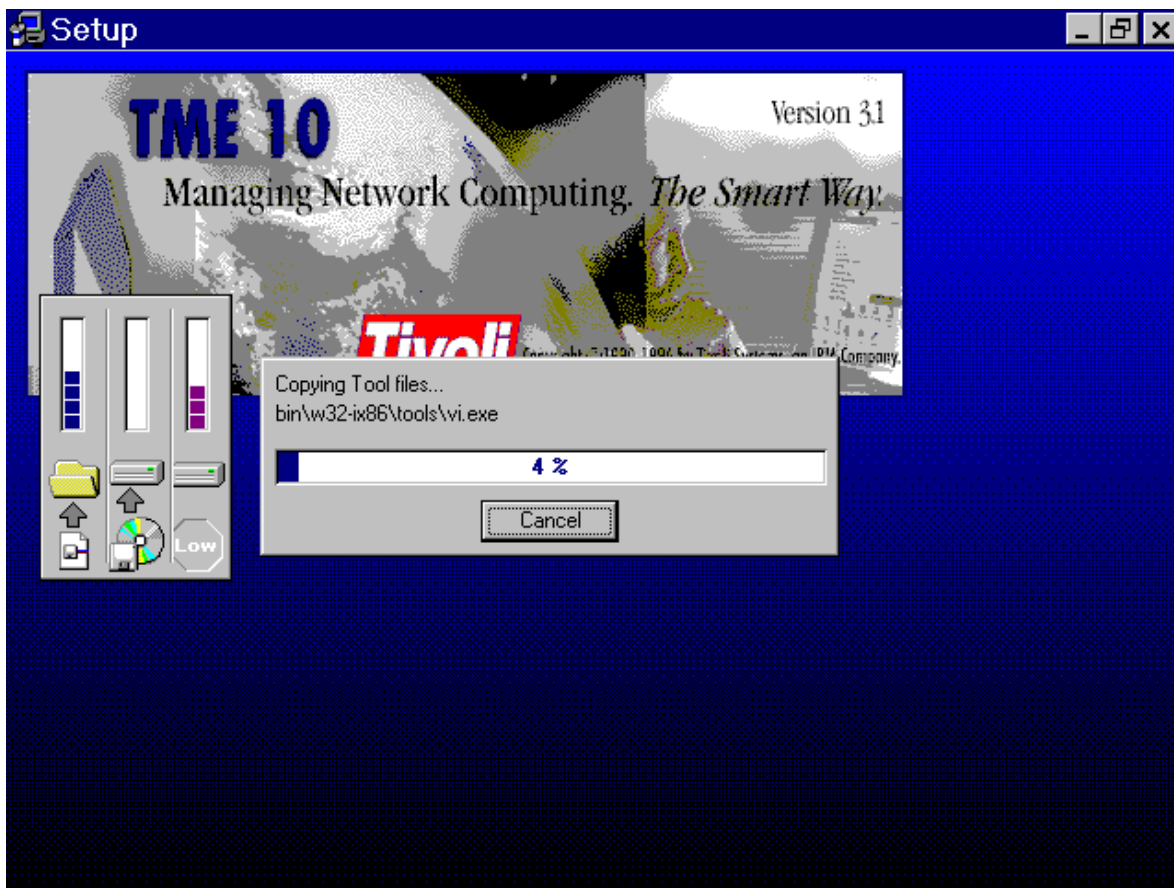 Setup
TME 10
Version 3.1
Managing Network Computing. The Smart Way.
Tivoli
Company.
Copying Tool files...
bin\w32-ix86\tools\vi.exe
4 %
Cancel
Low